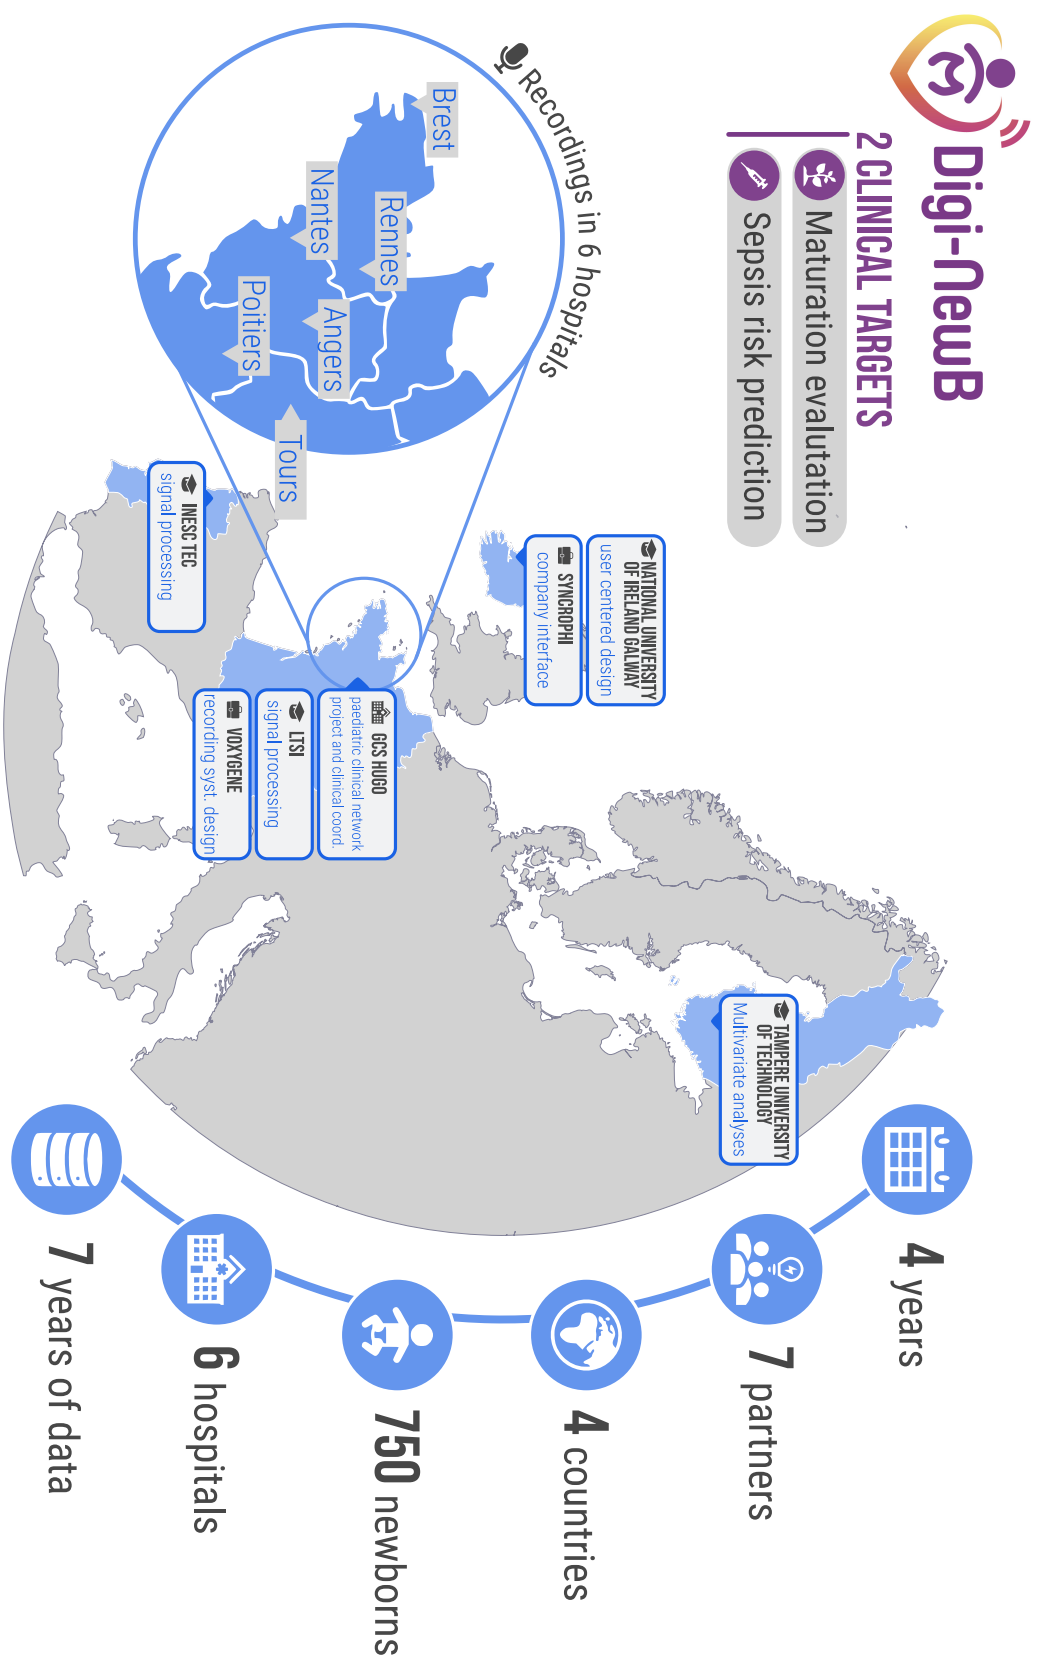 Digi-NewB
2 CLINICAL TARGETS
Maturation evalutation
Sepsis risk prediction
Recordings in 6 hospitals
Brest
Rennes
Nantes
Angers
Poitiers
Tours
NATIONAL UNIVERSITY
OF IRELAND GALWAY
user centered design
SYNCROPHI
company interface
TAMPERE UNIVERSITY
OF TECHNOLOGY
Multivariate analyses
GCS HUGO
paediatric clinical network
project and clinical coord.
LTSI
signal processing
VOXYGENE
recording syst. design
INESC TEC
signal processing
4 years
7 partners
4 countries
750 newborns
6 hospitals
7 years of data